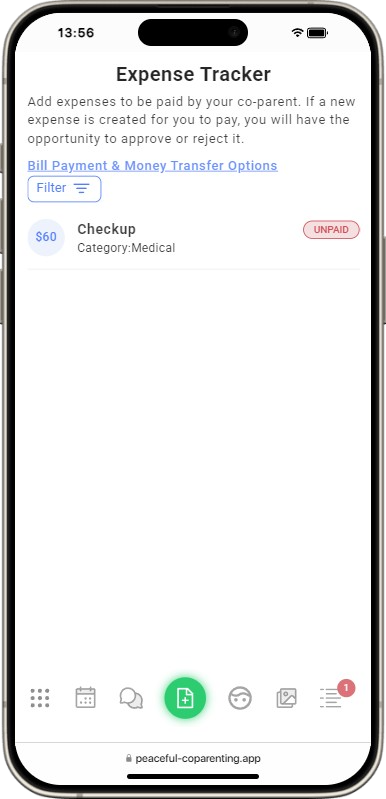 13:56
Expense Tracker
Add expenses to be paid by your co-parent. If a new
expense is created for you to pay, you will have the
opportunity to approve or reject it.
Bill Payment & Money Transfer Options
Filter
$60
Checkup
Category:Medical
UNPAID
1
peaceful-coparenting.app